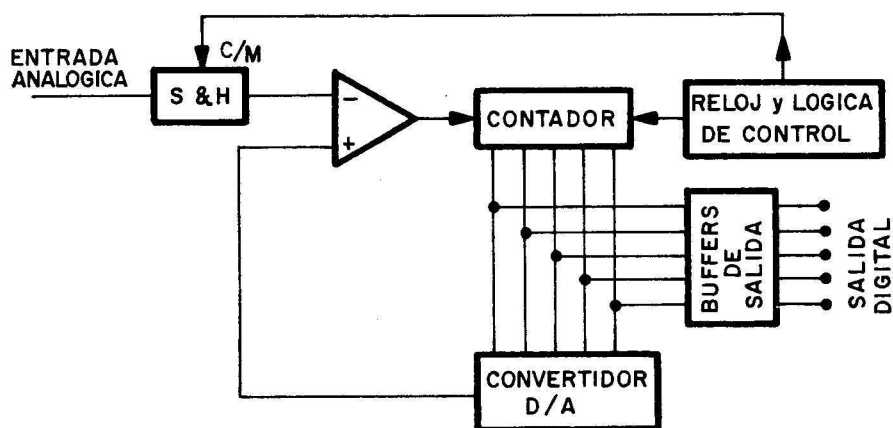 ENTRADA
ANALOGICA
C/M
S & H
−
+
CONTADOR
RELOJ y LOGICA
DE CONTROL
BUFFERS
DE
SALIDA
SALIDA
DIGITAL
CONVERTIDOR
D/A